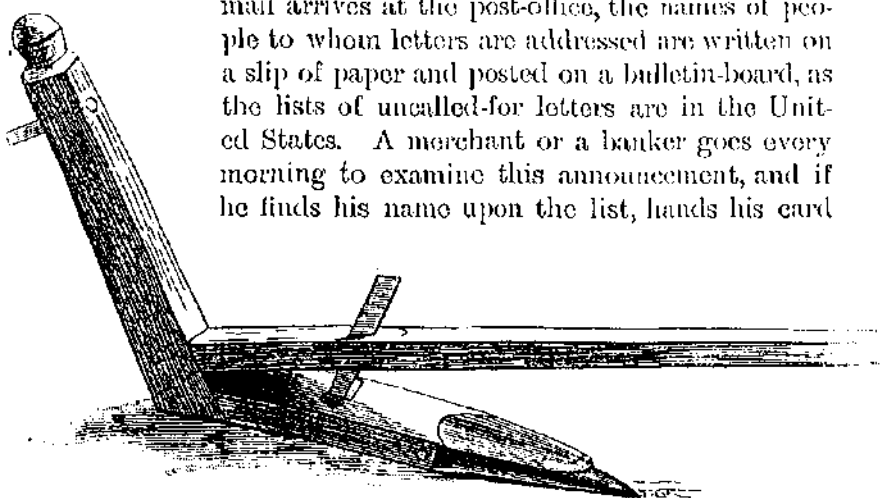 mail arrives at the post-office, the names of peo-
ple to whom letters are addressed are written on
a slip of paper and posted on a bulletin-board, as
the lists of uncalled-for letters are in the Unit-
ed States. A merchant or a banker goes every
morning to examine this announcement, and if
he finds his name upon the list, hands his card